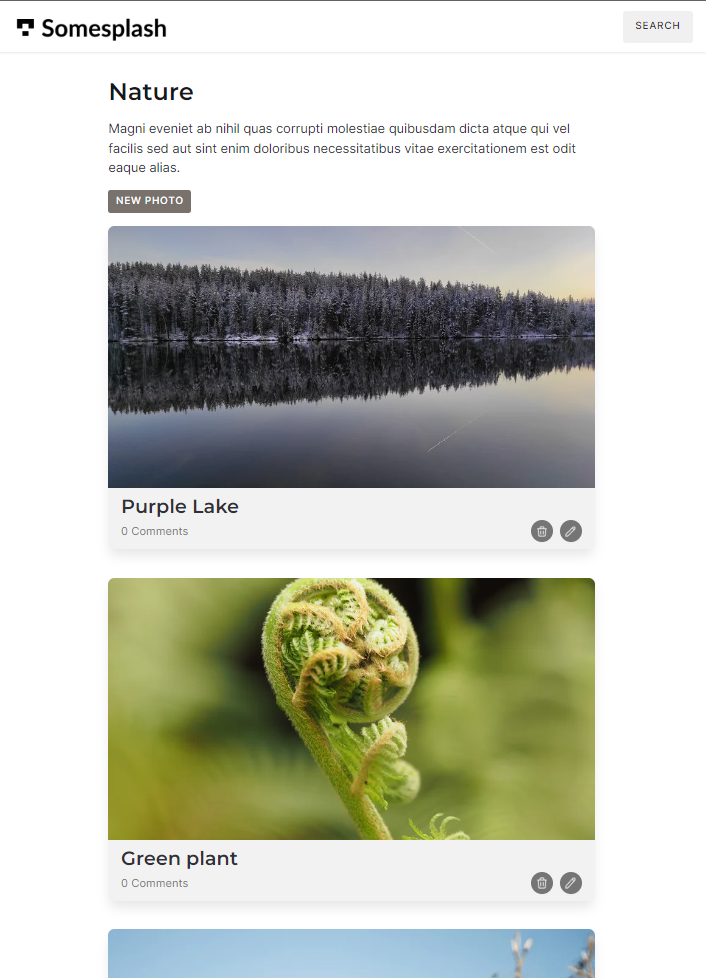 Somesplash
SEARCH
Nature
Magni eveniet ab nihil quas corrupti molestiae quibusdam dicta atque qui vel
facilis sed aut sint enim doloribus necessitatibus vitae exercitationem est odit
eaque alias.
NEW PHOTO
Purple Lake
0 Comments
Green plant
0 Comments